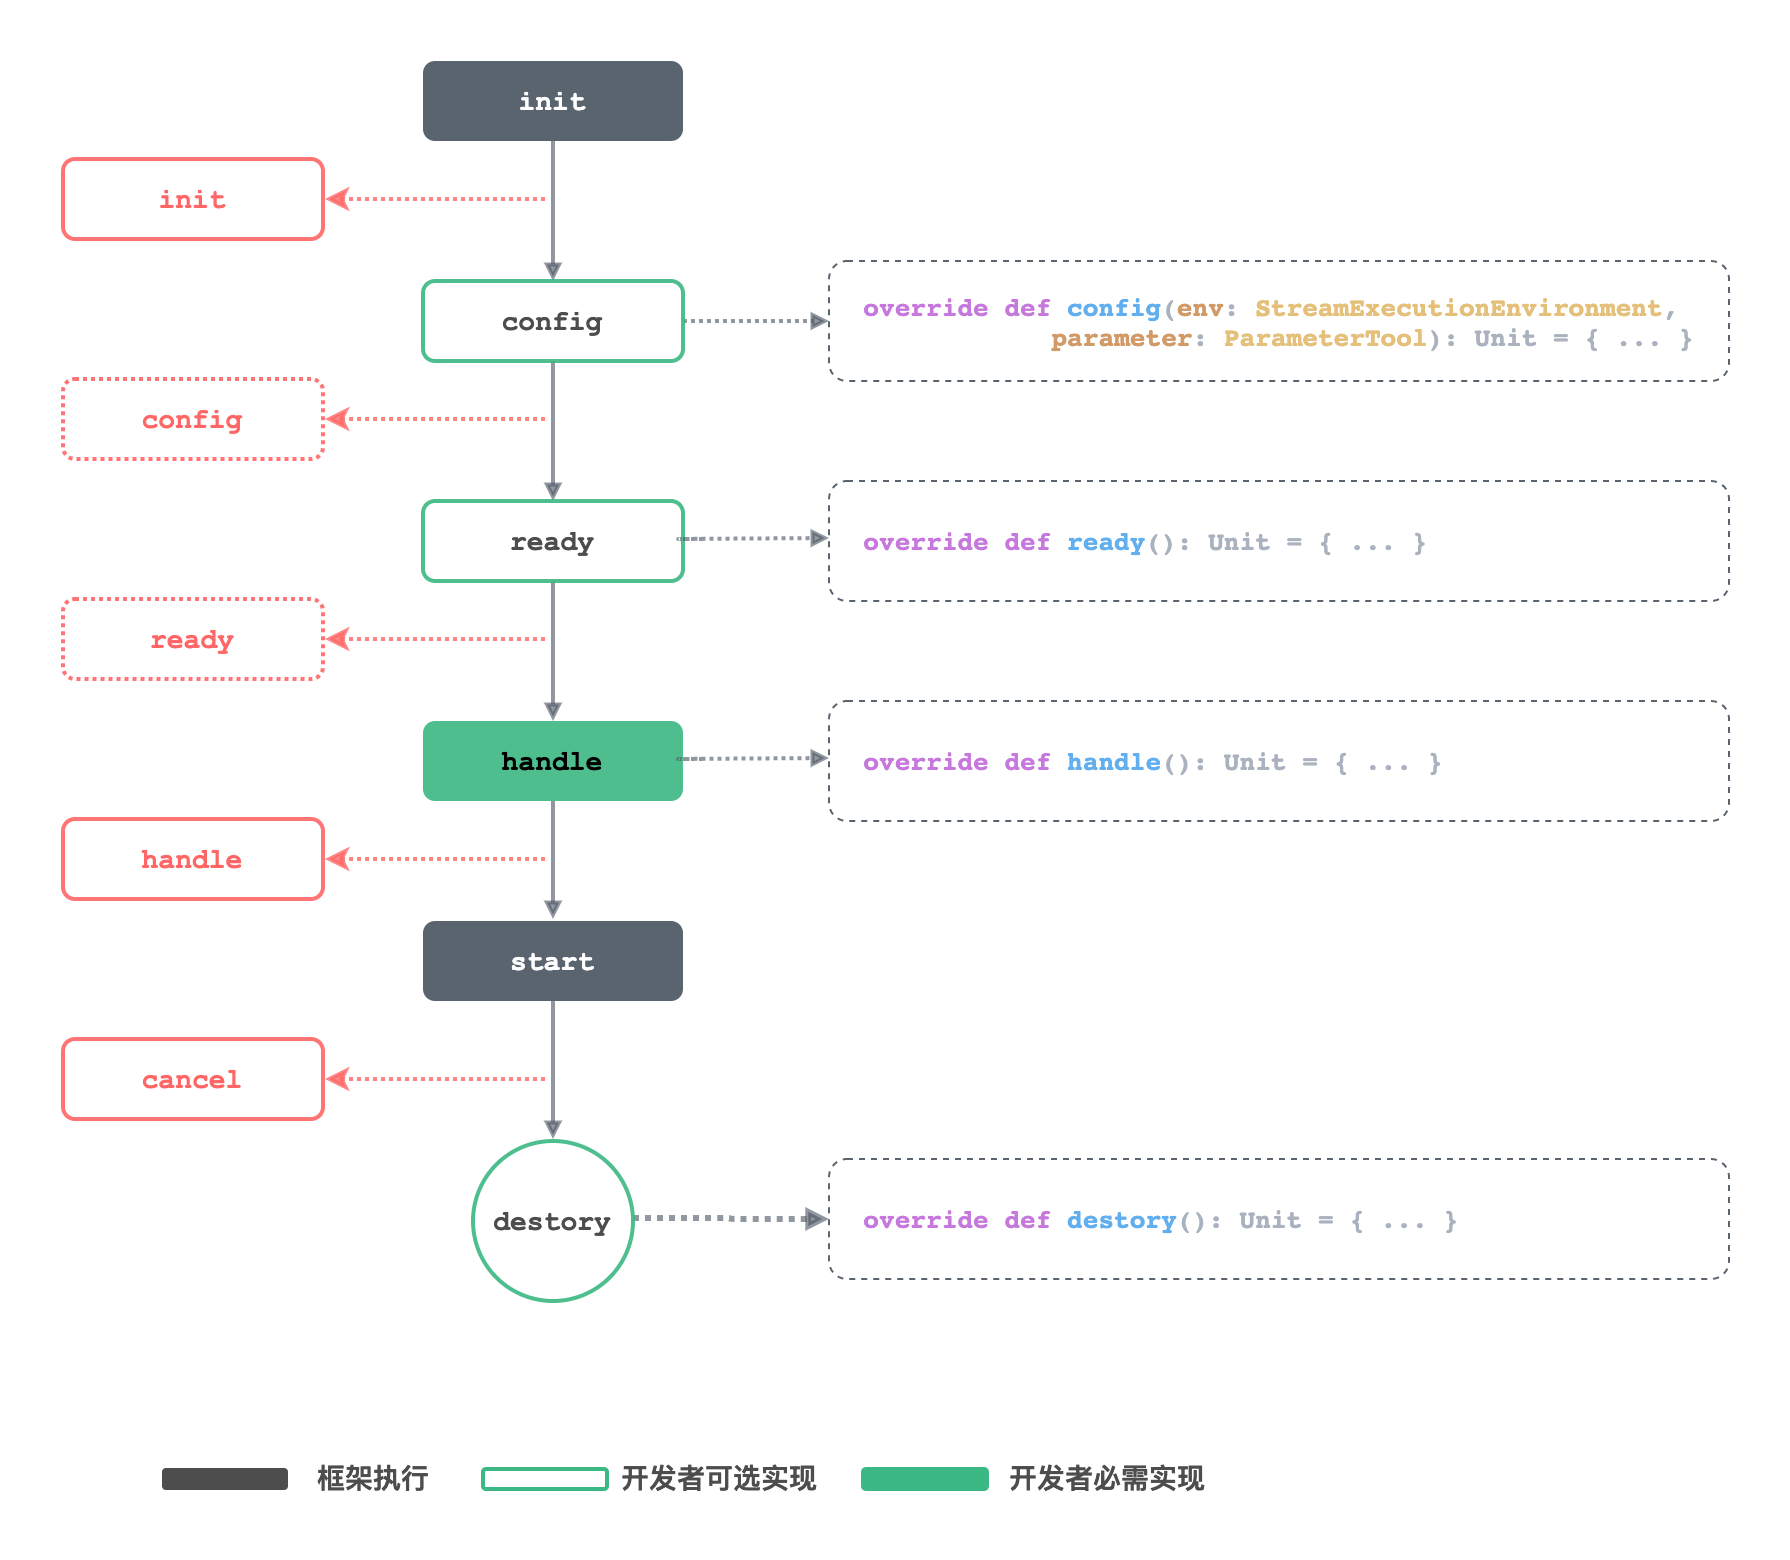 init
init
config
override def config(env: StreamExecutionEnvironment,
parameter: ParameterTool): Unit = { ... }
config
ready
override def ready(): Unit = { ... }
ready
handle
override def handle(): Unit = { ... }
handle
start
cancel
destory
override def destory(): Unit = { ... }
框架执行
开发者可选实现
开发者必需实现